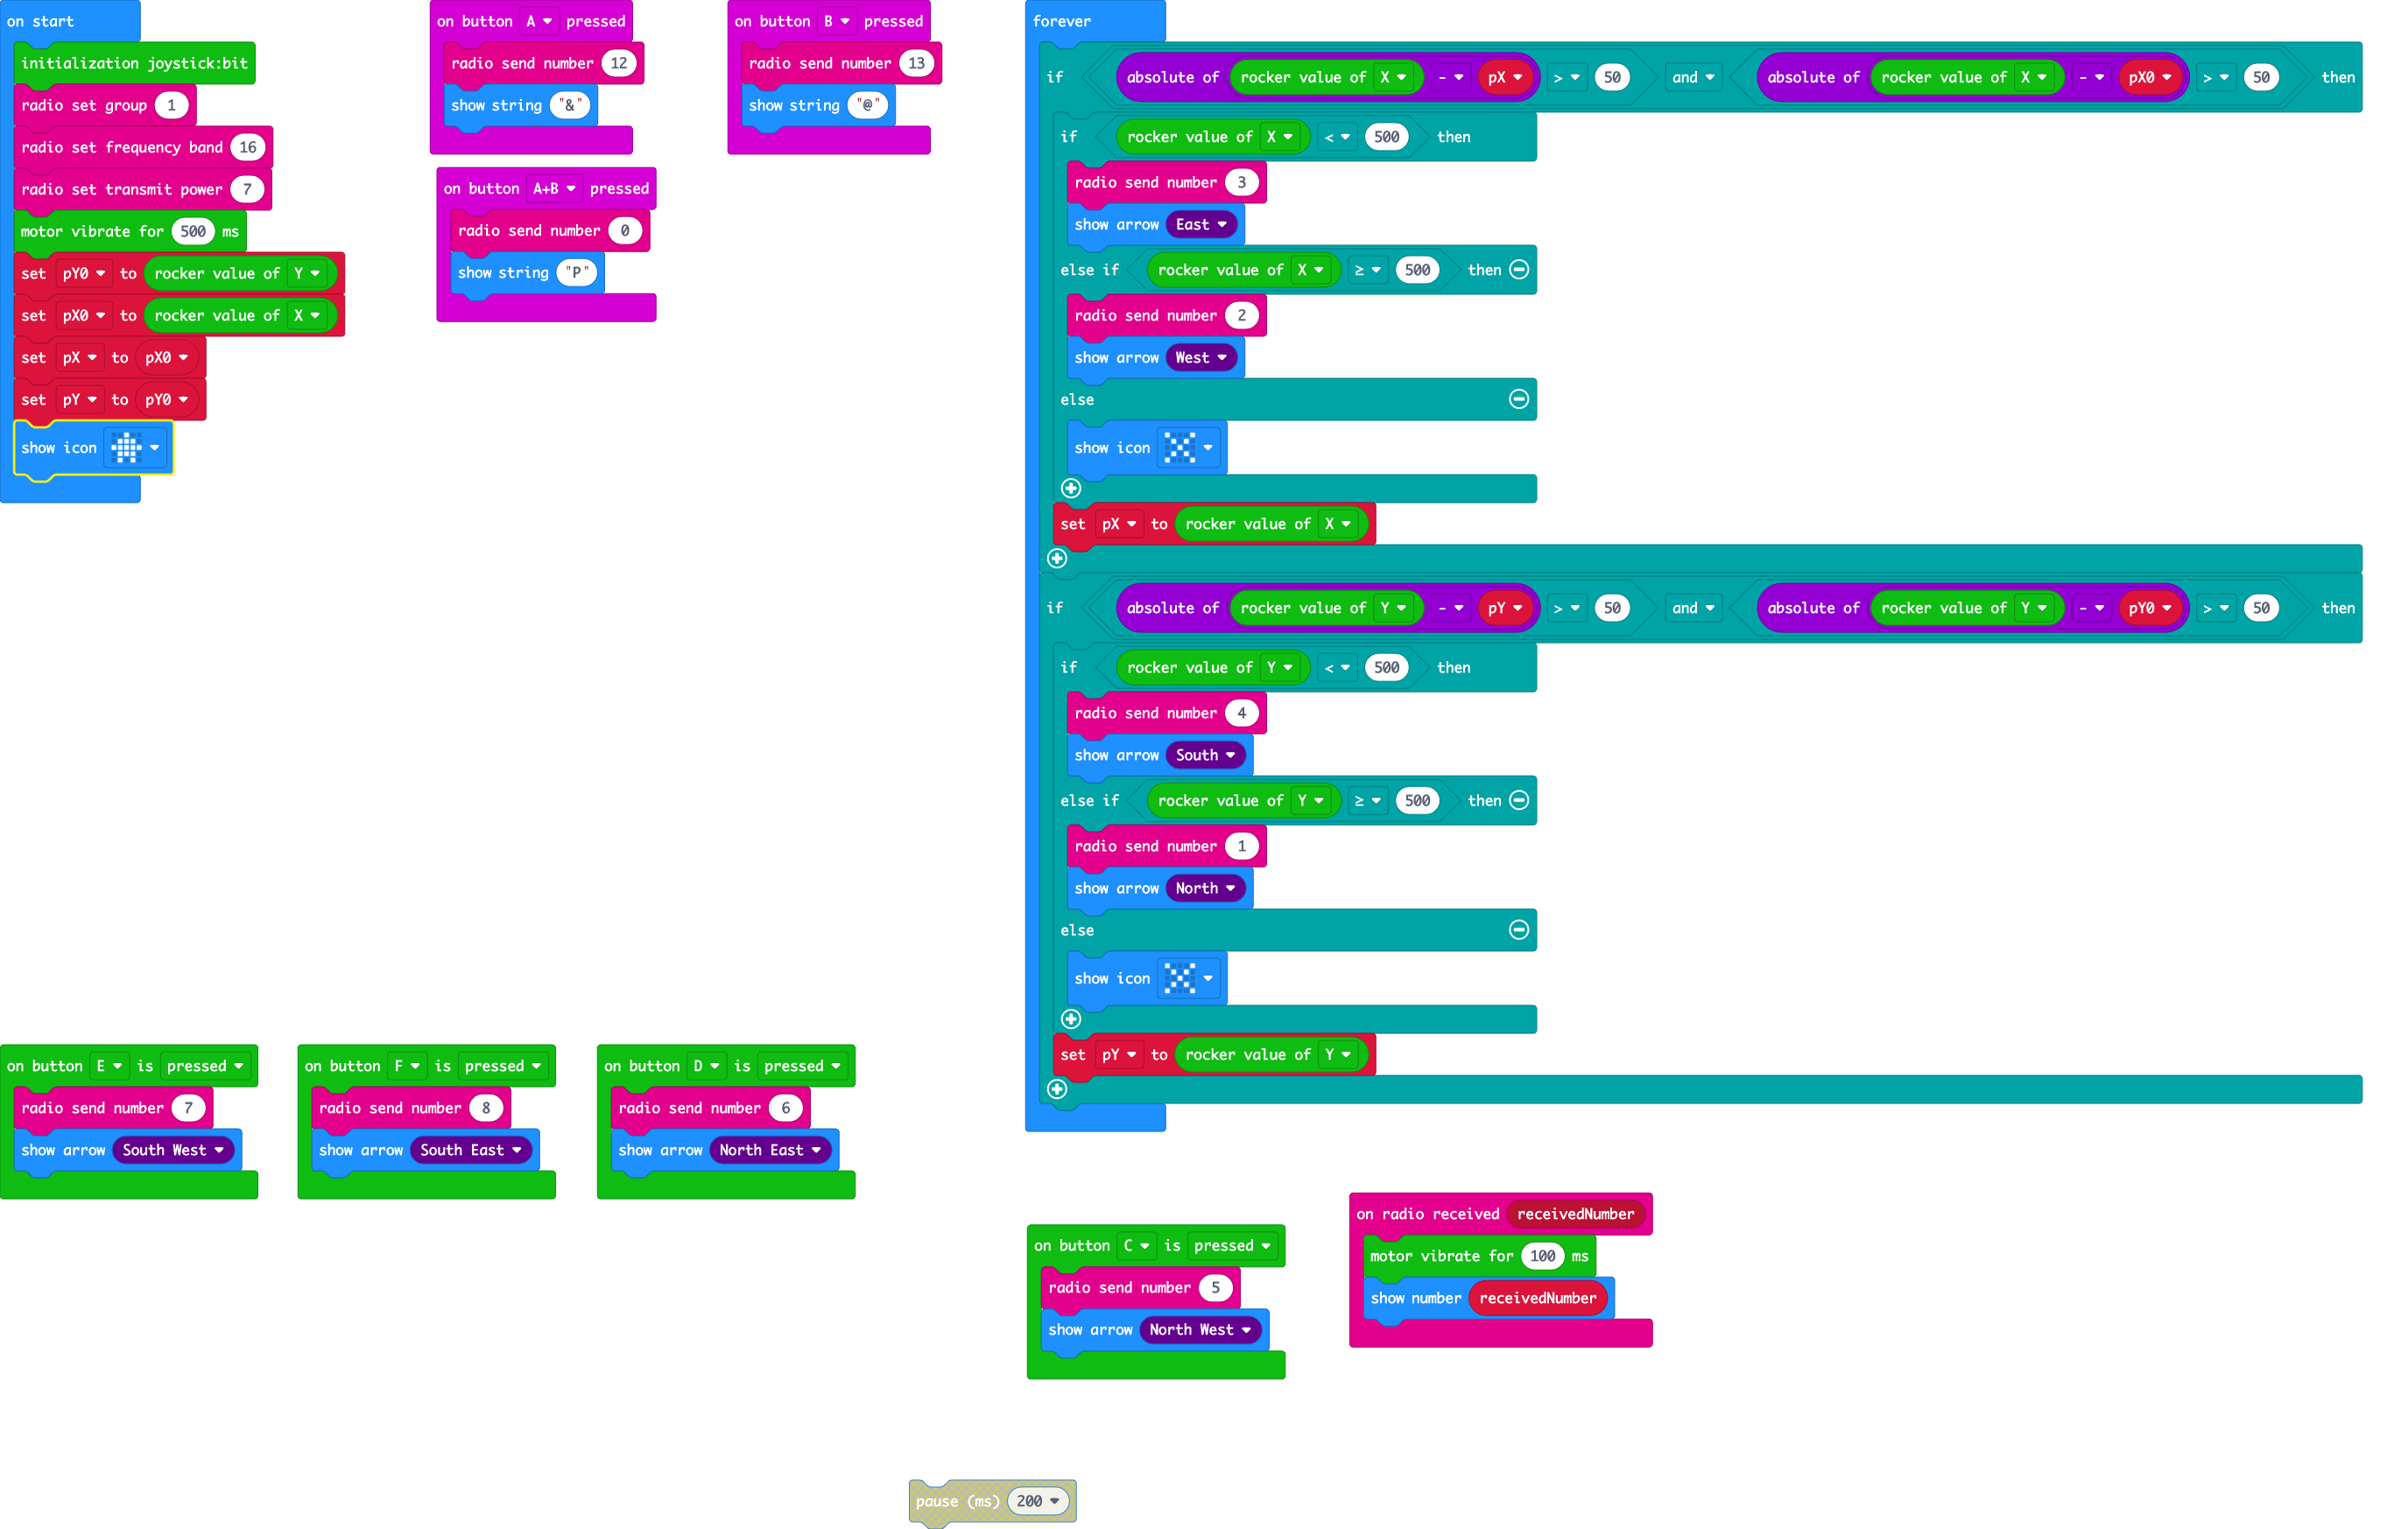 on start
initialization joystick:bit
radio set group 1
radio set frequency band 16
radio set transmit power 7
motor vibrate for 500 ms
set pY0 to rocker value of Y
set pX0 to rocker value of X
set pX to pX0
set pY to pY0
show icon
on button A pressed
radio send number 12
show string "&"
on button B pressed
radio send number 13
show string "@"
on button A+B pressed
radio send number 0
show string "P"
forever
if absolute of rocker value of X - pX > 50 and absolute of rocker value of X - pX0 > 50 then
if rocker value of X < 500 then
radio send number 3
show arrow East
else if rocker value of X ≥ 500 then
radio send number 2
show arrow West
else
show icon
set pX to rocker value of X
if absolute of rocker value of Y - pY > 50 and absolute of rocker value of Y - pY0 > 50 then
if rocker value of Y < 500 then
radio send number 4
show arrow South
else if rocker value of Y ≥ 500 then
radio send number 1
show arrow North
else
show icon
set pY to rocker value of Y
on button E is pressed
radio send number 7
show arrow South West
on button F is pressed
radio send number 8
show arrow South East
on button D is pressed
radio send number 6
show arrow North East
on button C is pressed
radio send number 5
show arrow North West
on radio received receivedNumber
motor vibrate for 100 ms
show number receivedNumber
pause (ms) 200